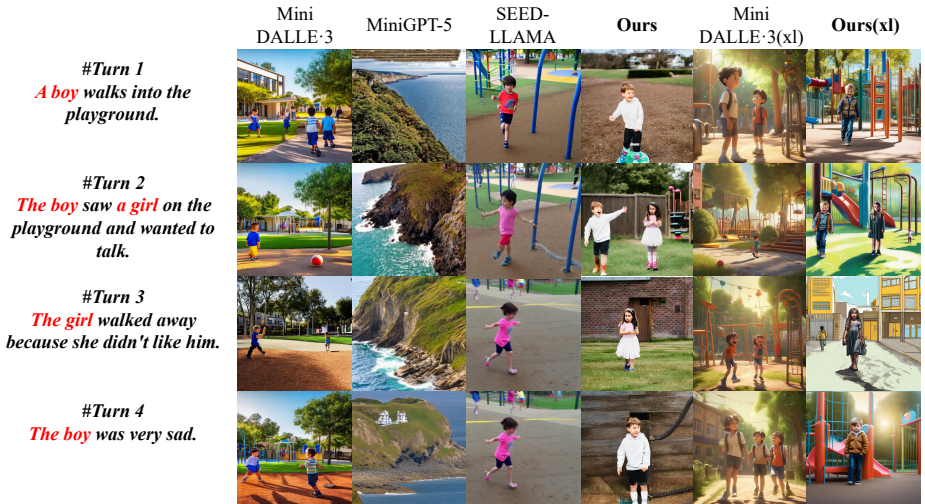 Mini
DALLE·3
MiniGPT-5
SEED-
LLAMA
Ours
Mini
DALLE·3(xl)
Ours(xl)
#Turn 1
A boy walks into the
playground.
#Turn 2
The boy saw a girl on the
playground and wanted to
talk.
#Turn 3
The girl walked away
because she didn't like him.
#Turn 4
The boy was very sad.